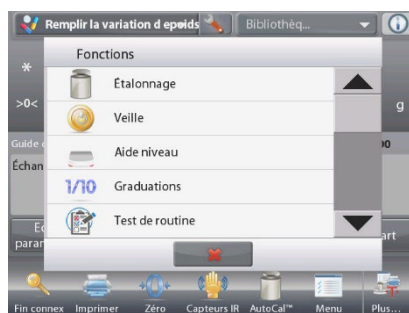 Remplir la variation d epoids
Bibliothèq...
Fonctions
Étalonnage
>0<
Veille
g
Guide
Aide niveau
Échan
1/10 Graduations
Test de routine
param
Fin connex Imprimer Zéro Capteurs IR AutoCal™ Menu Plus...